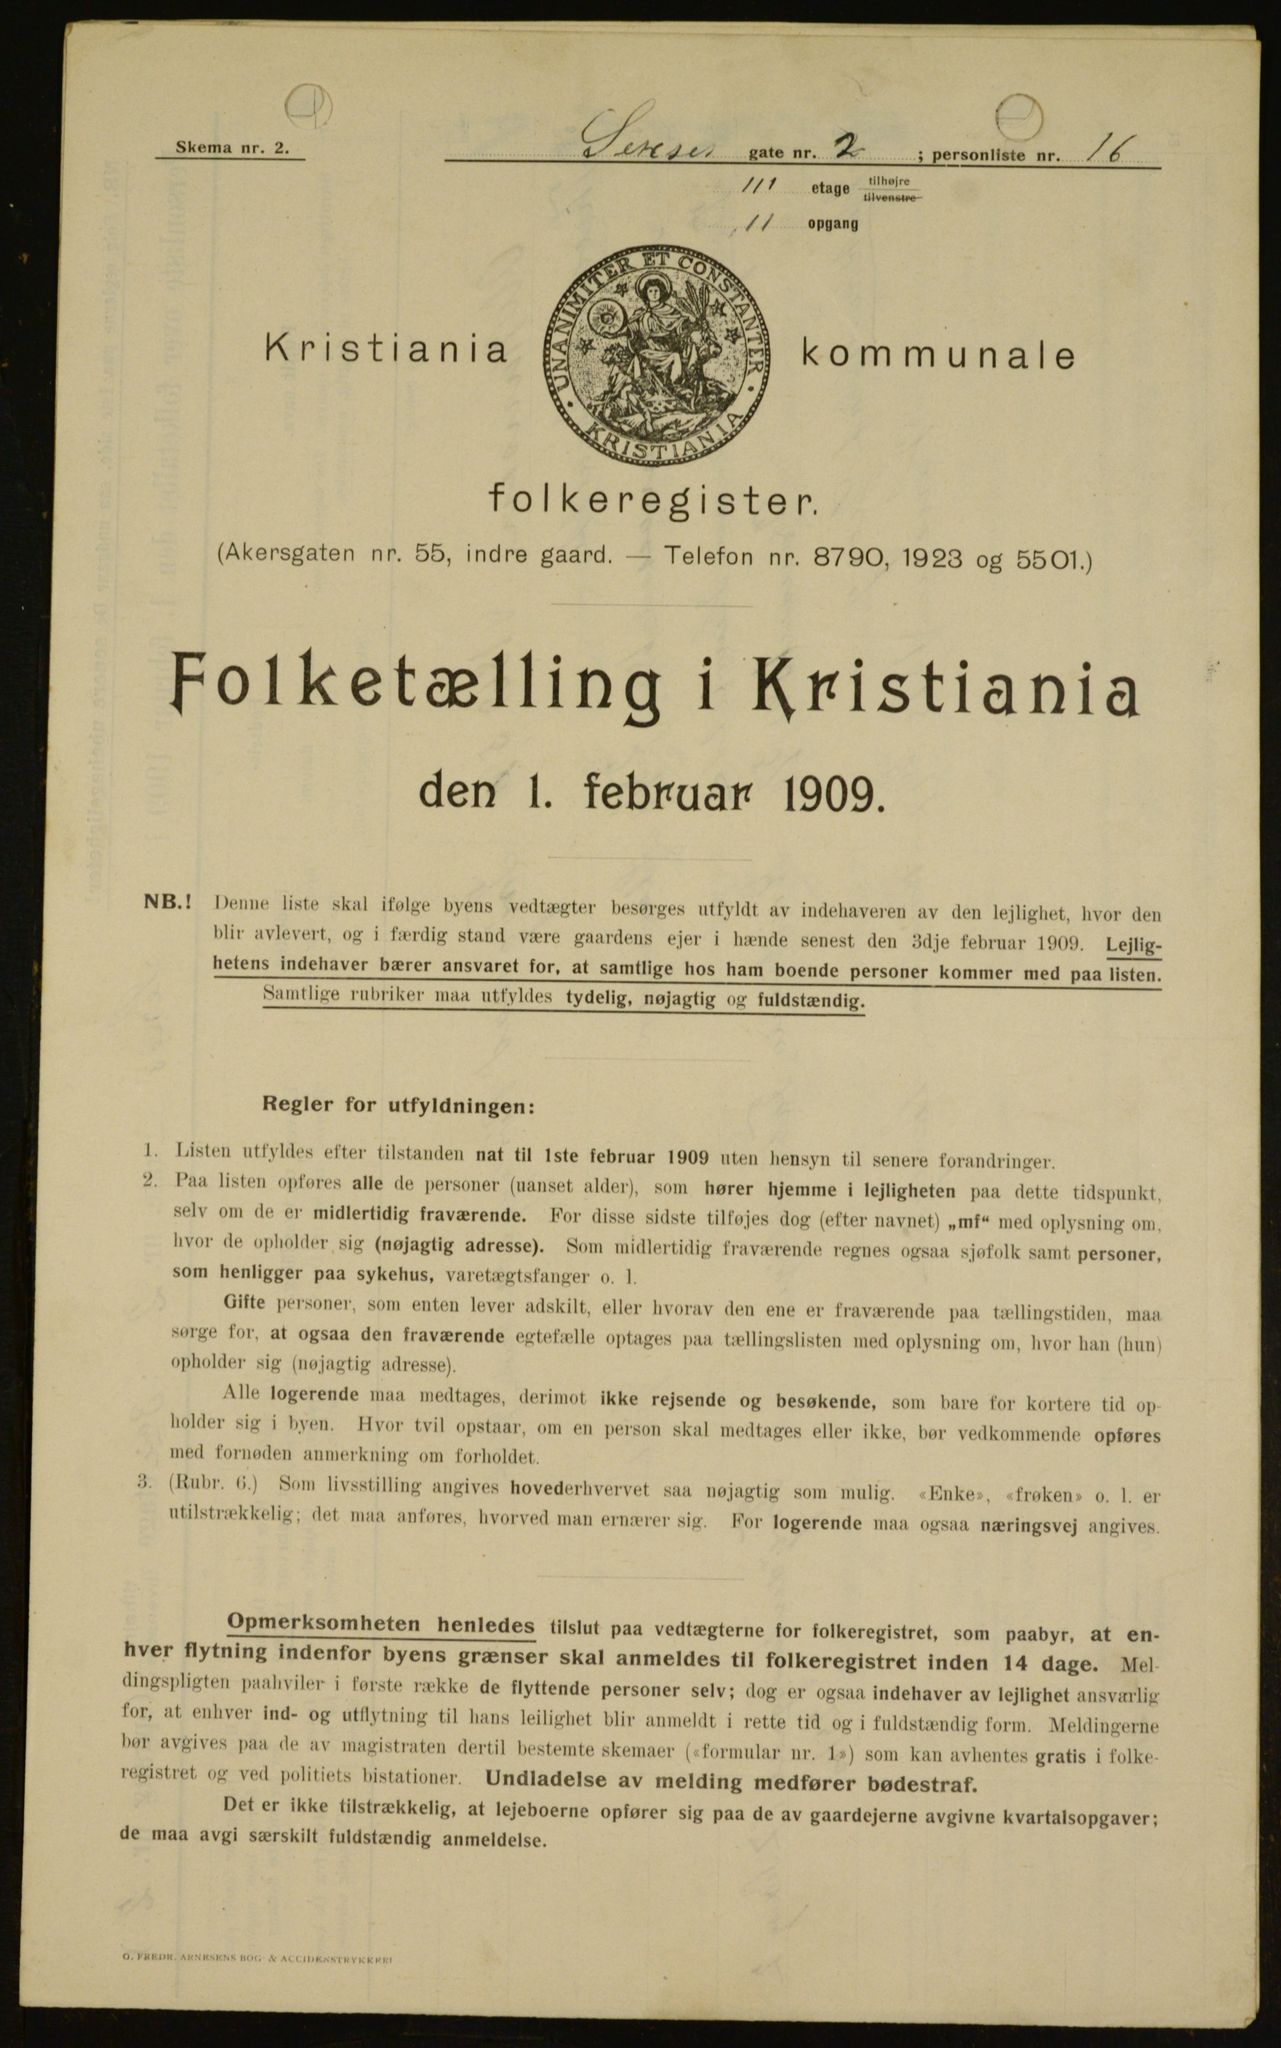 Skema nr. 2.
gate nr. 2 ; personliste nr. 16
III etage tilhøjre
tilvenstre
II opgang
UNANIMITER ET CONSTANTER
KRISTIANIA
Kristiania kommunale
folkeregister.
(Akersgaten nr. 55, indre gaard. — Telefon nr. 8790, 1923 og 5501.)
Folketælling i Kristiania
den 1. februar 1909.
NB.! Denne liste skal ifølge byens vedtægter besørges utfyldt av indehaveren av den lejlighet, hvor den
blir avlevert, og i færdig stand være gaardens ejer i hænde senest den 3dje februar 1909. Lejlig-
hetens indehaver bærer ansvaret for, at samtlige hos ham boende personer kommer med paa listen.
Samtlige rubriker maa utfyldes tydelig, nøjagtig og fuldstændig.
Regler for utfyldningen:
1. Listen utfyldes efter tilstanden nat til 1ste februar 1909 uten hensyn til senere forandringer.
2. Paa listen opføres alle de personer (uanset alder), som hører hjemme i lejligheten paa dette tidspunkt,
selv om de er midlertidig fraværende. For disse sidste tilføjes dog (efter navnet) „mf“ med oplysning om,
hvor de opholder sig (nøjagtig adresse). Som midlertidig fraværende regnes ogsaa sjøfolk samt personer,
som henligger paa sykehus, varetægtsfanger o. l.
Gifte personer, som enten lever adskilt, eller hvorav den ene er fraværende paa tællingstiden, maa
sørge for, at ogsaa den fraværende egtefælle optages paa tællingslisten med oplysning om, hvor han (hun)
opholder sig (nøjagtig adresse).
Alle logerende maa medtages, derimot ikke rejsende og besøkende, som bare for kortere tid op-
holder sig i byen. Hvor tvil opstaar, om en person skal medtages eller ikke, bør vedkommende opføres
med fornøden anmerkning om forholdet.
3. (Rubr. 6.) Som livsstilling angives hovederhvervet saa nøjagtig som mulig. «Enke», «frøken» o. l. er
utilstrækkelig; det maa anføres, hvorved man ernærer sig. For logerende maa ogsaa næringsvej angives.
Opmerksomheten henledes tilslut paa vedtægterne for folkeregistret, som paabyr, at en-
hver flytning indenfor byens grænser skal anmeldes til folkeregistret inden 14 dage. Mel-
dingspligten paahviler i første række de flyttende personer selv; dog er ogsaa indehaver av lejlighet ansvarlig
for, at enhver ind- og utflytning til hans leilighet blir anmeldt i rette tid og i fuldstændig form. Meldingerne
bør avgives paa de av magistraten dertil bestemte skemaer («formular nr. 1») som kan avhentes gratis i folke-
registret og ved politiets bistationer. Undladelse av melding medfører bødestraf.
Det er ikke tilstrækkelig, at lejeboerne opfører sig paa de av gaardejerne avgivne kvartalsopgaver;
de maa avgi særskilt fuldstændig anmeldelse.
O. FREDR. ARNESENS BOG- & ACCIDENSTRYKKERI